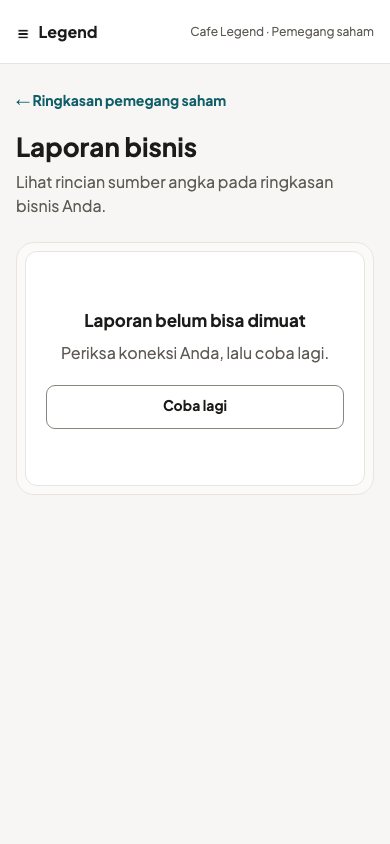 ≡ Legend
Cafe Legend · Pemegang saham
← Ringkasan pemegang saham
Laporan bisnis
Lihat rincian sumber angka pada ringkasan
bisnis Anda.
Laporan belum bisa dimuat
Periksa koneksi Anda, lalu coba lagi.
Coba lagi